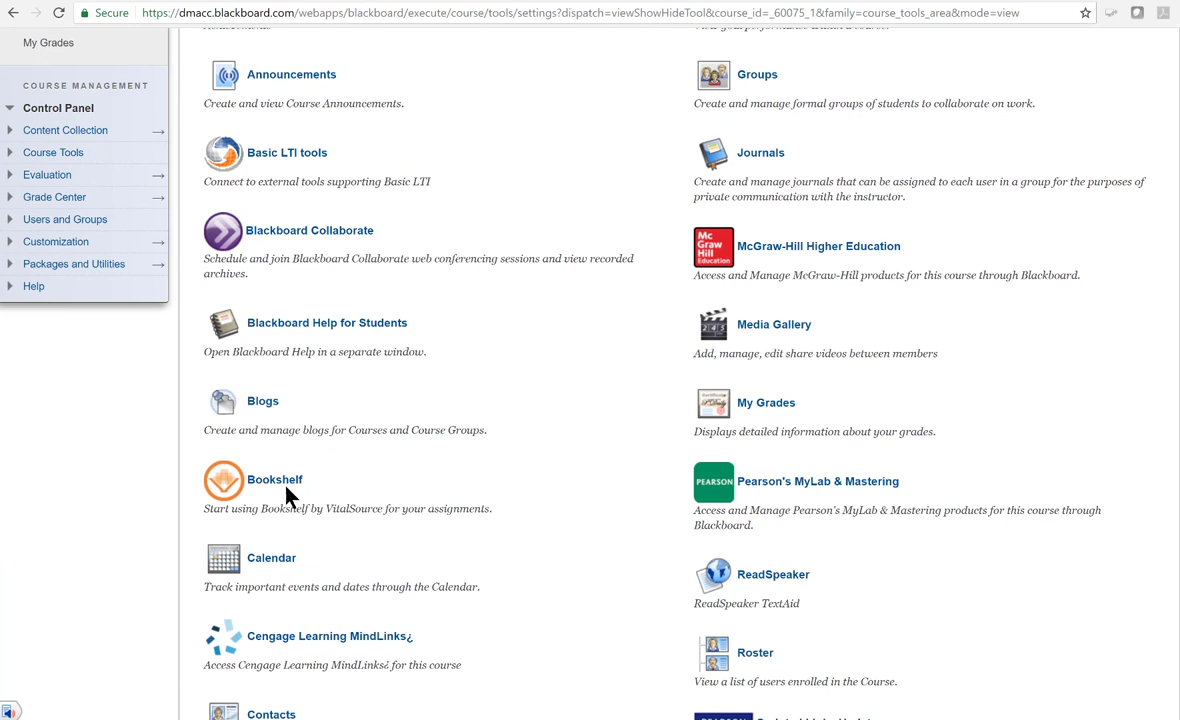 Secure https://dmacc.blackboard.com/webapps/blackboard/execute/course/tools/settings?dispatch=viewShowHideTool&course_id=_60075_1&family=course_tools_area&mode=view
My Grades
COURSE MANAGEMENT
Control Panel
Content Collection
Course Tools
Evaluation
Grade Center
Users and Groups
Customization
Packages and Utilities
Help
Announcements
Create and view Course Announcements.
Basic LTI tools
Connect to external tools supporting Basic LTI
Blackboard Collaborate
Schedule and join Blackboard Collaborate web conferencing sessions and view recorded
archives.
Blackboard Help for Students
Open Blackboard Help in a separate window.
Blogs
Create and manage blogs for Courses and Course Groups.
Bookshelf
Start using Bookshelf by VitalSource for your assignments.
Calendar
Track important events and dates through the Calendar.
Cengage Learning MindLinks¿
Access Cengage Learning MindLinks¿ for this course
Contacts
Groups
Create and manage formal groups of students to collaborate on work.
Journals
Create and manage journals that can be assigned to each user in a group for the purposes of
private communication with the instructor.
Mc
Graw
Hill
Education
McGraw-Hill Higher Education
Access and Manage McGraw-Hill products for this course through Blackboard.
Media Gallery
Add, manage, edit share videos between members
My Grades
Displays detailed information about your grades.
PEARSON
Pearson's MyLab & Mastering
Access and Manage Pearson's MyLab & Mastering products for this course through
Blackboard.
ReadSpeaker
ReadSpeaker TextAid
Roster
View a list of users enrolled in the Course.
PEARSON